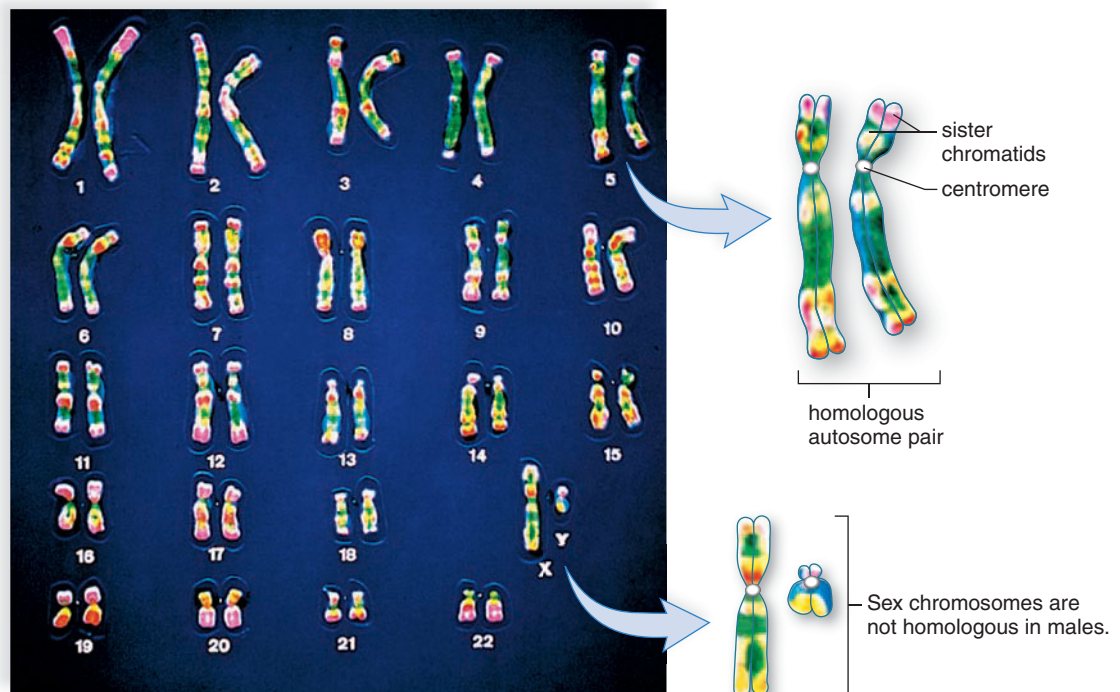 1
2
3
4
5
6
7
8
9
10
11
12
13
14
15
16
17
18
X
Y
19
20
21
22
sister
chromatids
centromere
homologous
autosome pair
Sex chromosomes are
not homologous in males.